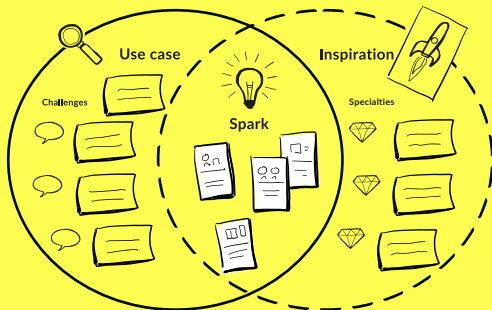 Use case
Inspiration
Challenges
Specialties
Spark